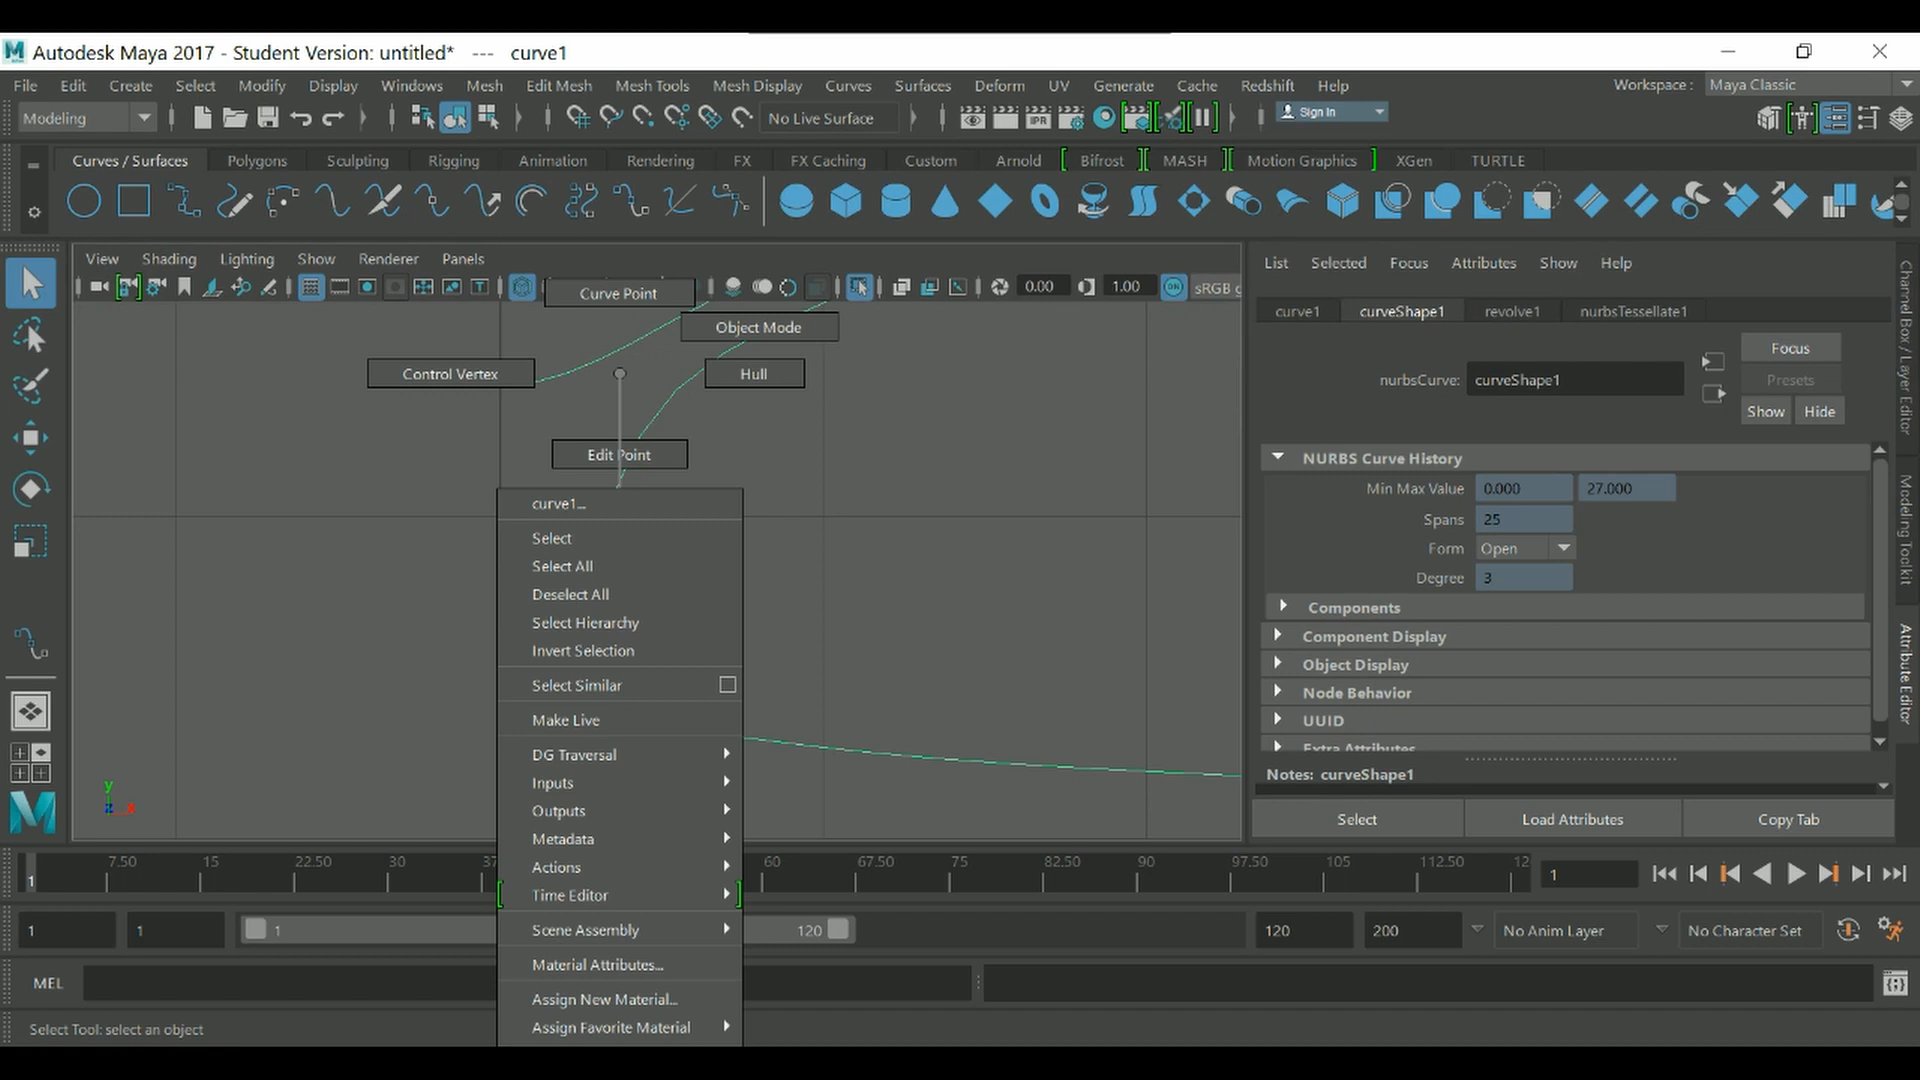 Autodesk Maya 2017 - Student Version: untitled* --- curve1
File Edit Create Select Modify Display Windows Mesh Edit Mesh Mesh Tools Mesh Display Curves Surfaces Deform UV Generate Cache Redshift Help Workspace : Maya Classic
Modeling No Live Surface IPR Sign In
Curves / Surfaces Polygons Sculpting Rigging Animation Rendering FX FX Caching Custom Arnold Bifrost MASH Motion Graphics XGen TURTLE
View Shading Lighting Show Renderer Panels
0.00 1.00 ON sRGB g
Curve Point
Object Mode
Control Vertex
Hull
Edit Point
curve1...
Select
Select All
Deselect All
Select Hierarchy
Invert Selection
Select Similar
Make Live
DG Traversal
Inputs
Outputs
Metadata
Actions
Time Editor
Scene Assembly
Material Attributes...
Assign New Material...
Assign Favorite Material
y
z x
List Selected Focus Attributes Show Help
curve1 curveShape1 revolve1 nurbsTessellate1
Focus
nurbsCurve: curveShape1
Presets
Show Hide
NURBS Curve History
Min Max Value 0.000 27.000
Spans 25
Form Open
Degree 3
Components
Component Display
Object Display
Node Behavior
UUID
Extra Attributes
Notes: curveShape1
Select Load Attributes Copy Tab
Channel Box / Layer Editor
Modeling Toolkit
Attribute Editor
1 7.50 15 22.50 30 37 60 67.50 75 82.50 90 97.50 105 112.50 12 1
1 1 1 120 120 200 No Anim Layer No Character Set
MEL
Select Tool: select an object